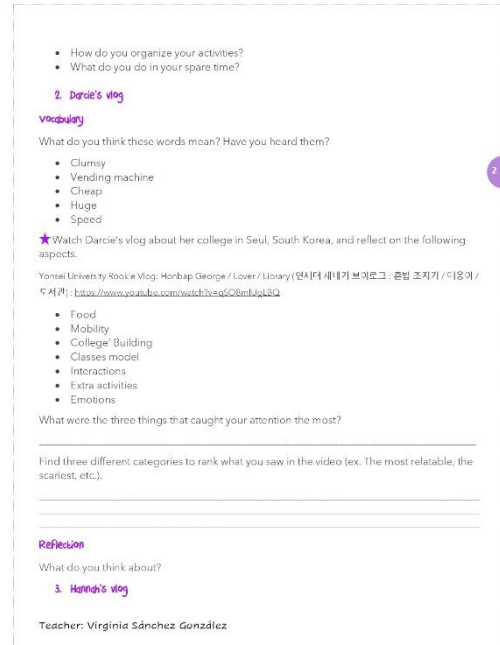 • How do you organize your activities?
• What do you do in your spare time?
2. Darcie's vlog
Vocabulary
What do you think these words mean? Have you heard them?
• Clumsy
• Vending machine
• Cheap
• Huge
• Speed
2
★ Watch Darcie's vlog about her college in Seul, South Korea, and reflect on the following
aspects.
Yonsei University Rookie Vlog: Honbap George / Lover / Library (연세대 새내기 브이로그 : 혼밥 조지기 /
도서관) : https://www.youtube.com/watch?v=qSO8mlUgLBQ
• Food
• Mobility
• College' Building
• Classes model
• Interactions
• Extra activities
• Emotions
What were the three things that caught your attention the most?
Find three different categories to rank what you saw in the video (ex. The most relatable, the
scariest, etc.).
Reflection
What do you think about?
3. Hannah's vlog
Teacher: Virginia Sánchez González